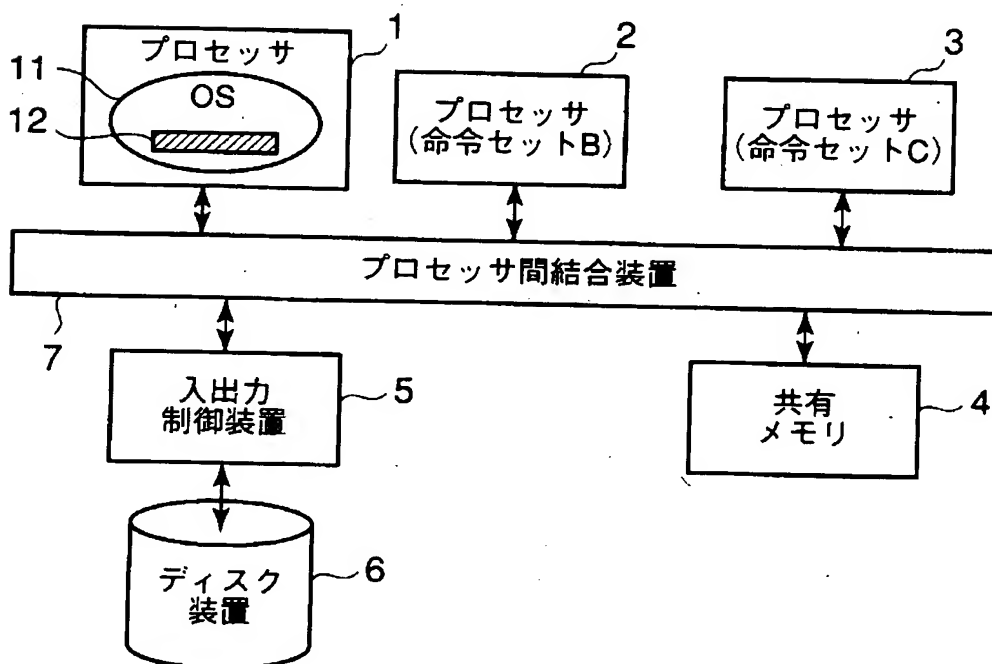 プロセッサ
1
11
OS
12
2
プロセッサ
(命令セットB)
3
プロセッサ
(命令セットC)
プロセッサ間結合装置
7
入出力
制御装置
5
共有
メモリ
4
ディスク
装置
6